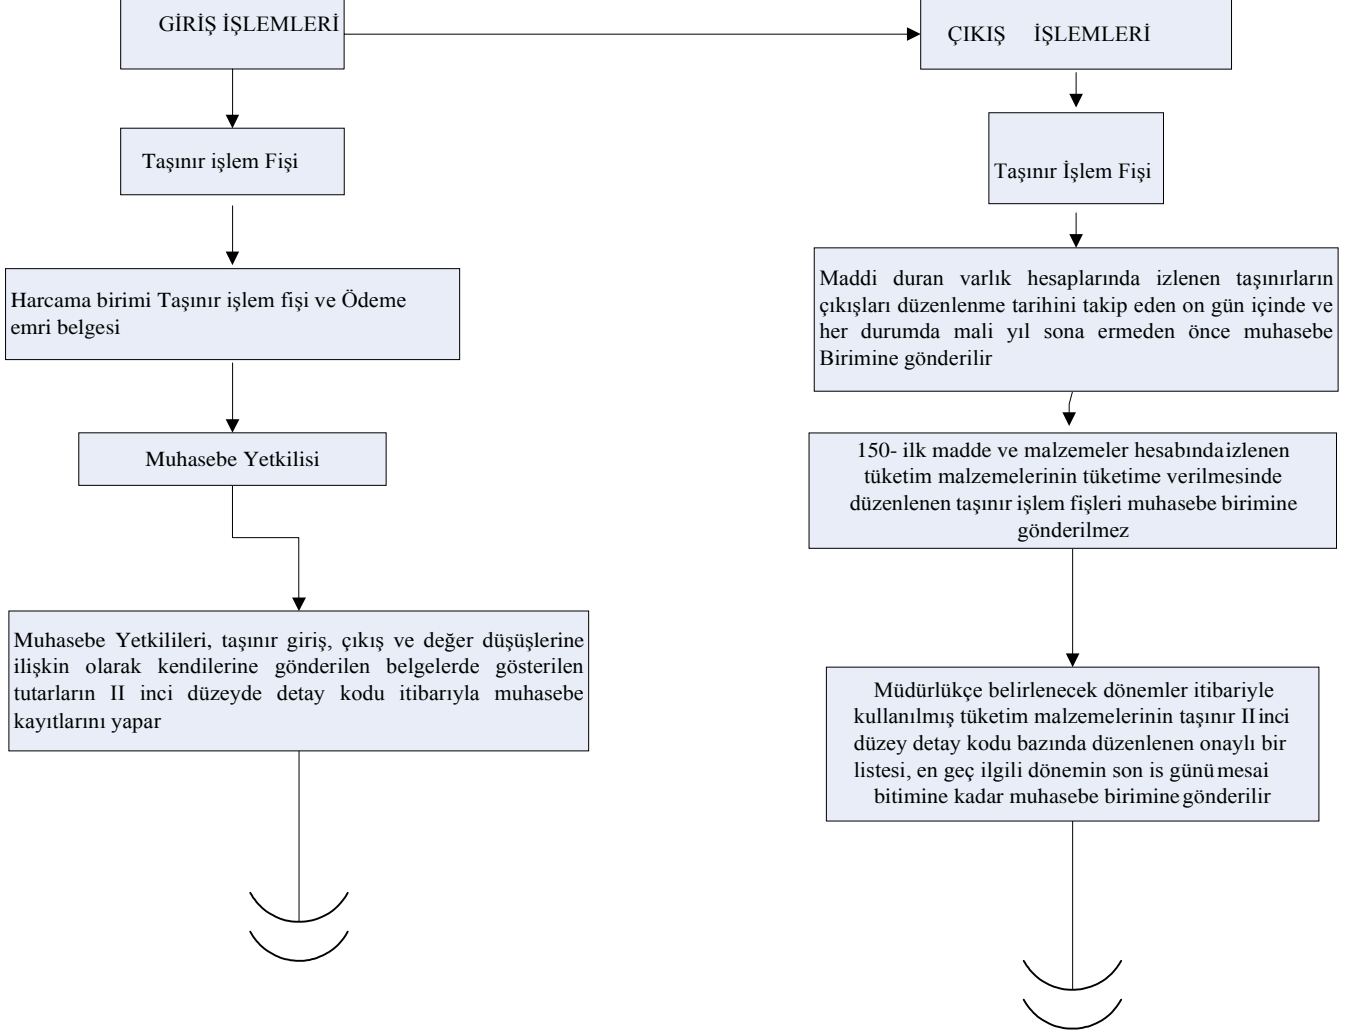 GİRİŞ İŞLEMLERİ
Taşınır işlem Fişi
Harcama birimi Taşınır işlem fişi ve Ödeme
emri belgesi
Muhasebe Yetkilisi
Muhasebe Yetkilileri, taşınır giriş, çıkış ve değer düşüşlerine
ilişkin olarak kendilerine gönderilen belgelerde gösterilen
tutarların II inci düzeyde detay kodu itibarıyla muhasebe
kayıtlarını yapar
ÇIKIŞ İŞLEMLERİ
Taşınır İşlem Fişi
Maddi duran varlık hesaplarında izlenen taşınırların
çıkışları düzenlenme tarihini takip eden on gün içinde ve
her durumda mali yıl sona ermeden önce muhasebe
Birimine gönderilir
150- ilk madde ve malzemeler hesabında izlenen
tüketim malzemelerinin tüketime verilmesinde
düzenlenen taşınır işlem fişleri muhasebe birimine
gönderilmez
Müdürlükçe belirlenecek dönemler itibariyle
kullanılmış tüketim malzemelerinin taşınır II inci
düzey detay kodu bazında düzenlenen onaylı bir
listesi, en geç ilgili dönemin son is günü mesai
bitimine kadar muhasebe birimine gönderilir